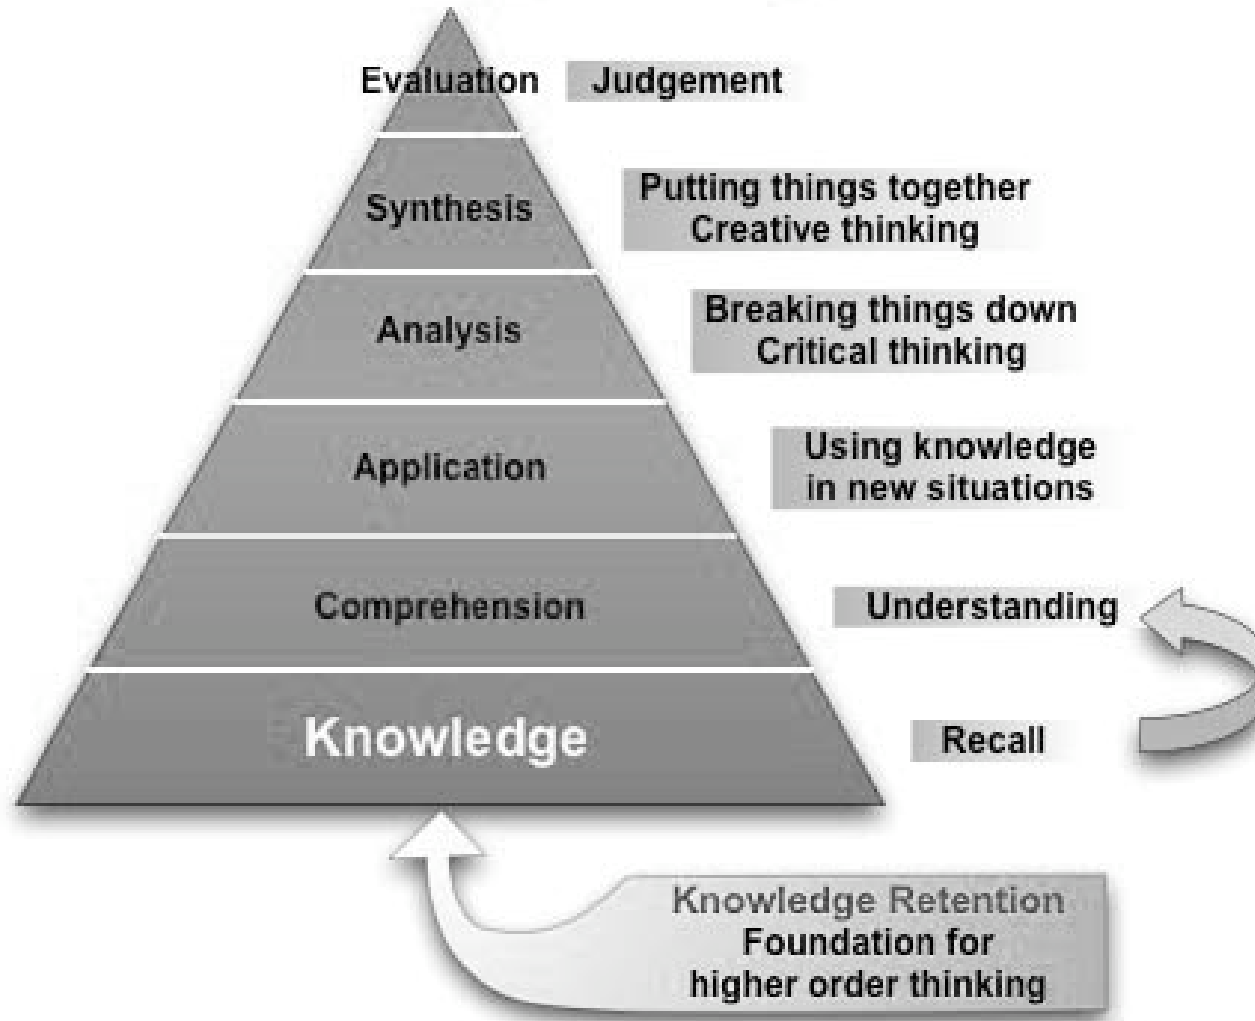 Evaluation
Judgement
Synthesis
Putting things together
Creative thinking
Analysis
Breaking things down
Critical thinking
Application
Using knowledge
in new situations
Comprehension
Understanding
Knowledge
Recall
Knowledge Retention
Foundation for
higher order thinking